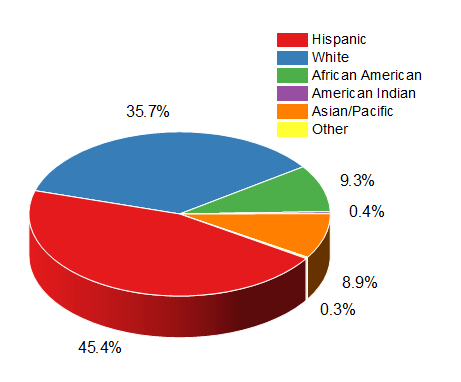 Hispanic
White
African American
American Indian
Asian/Pacific
Other
35.7%
9.3%
0.4%
8.9%
0.3%
45.4%